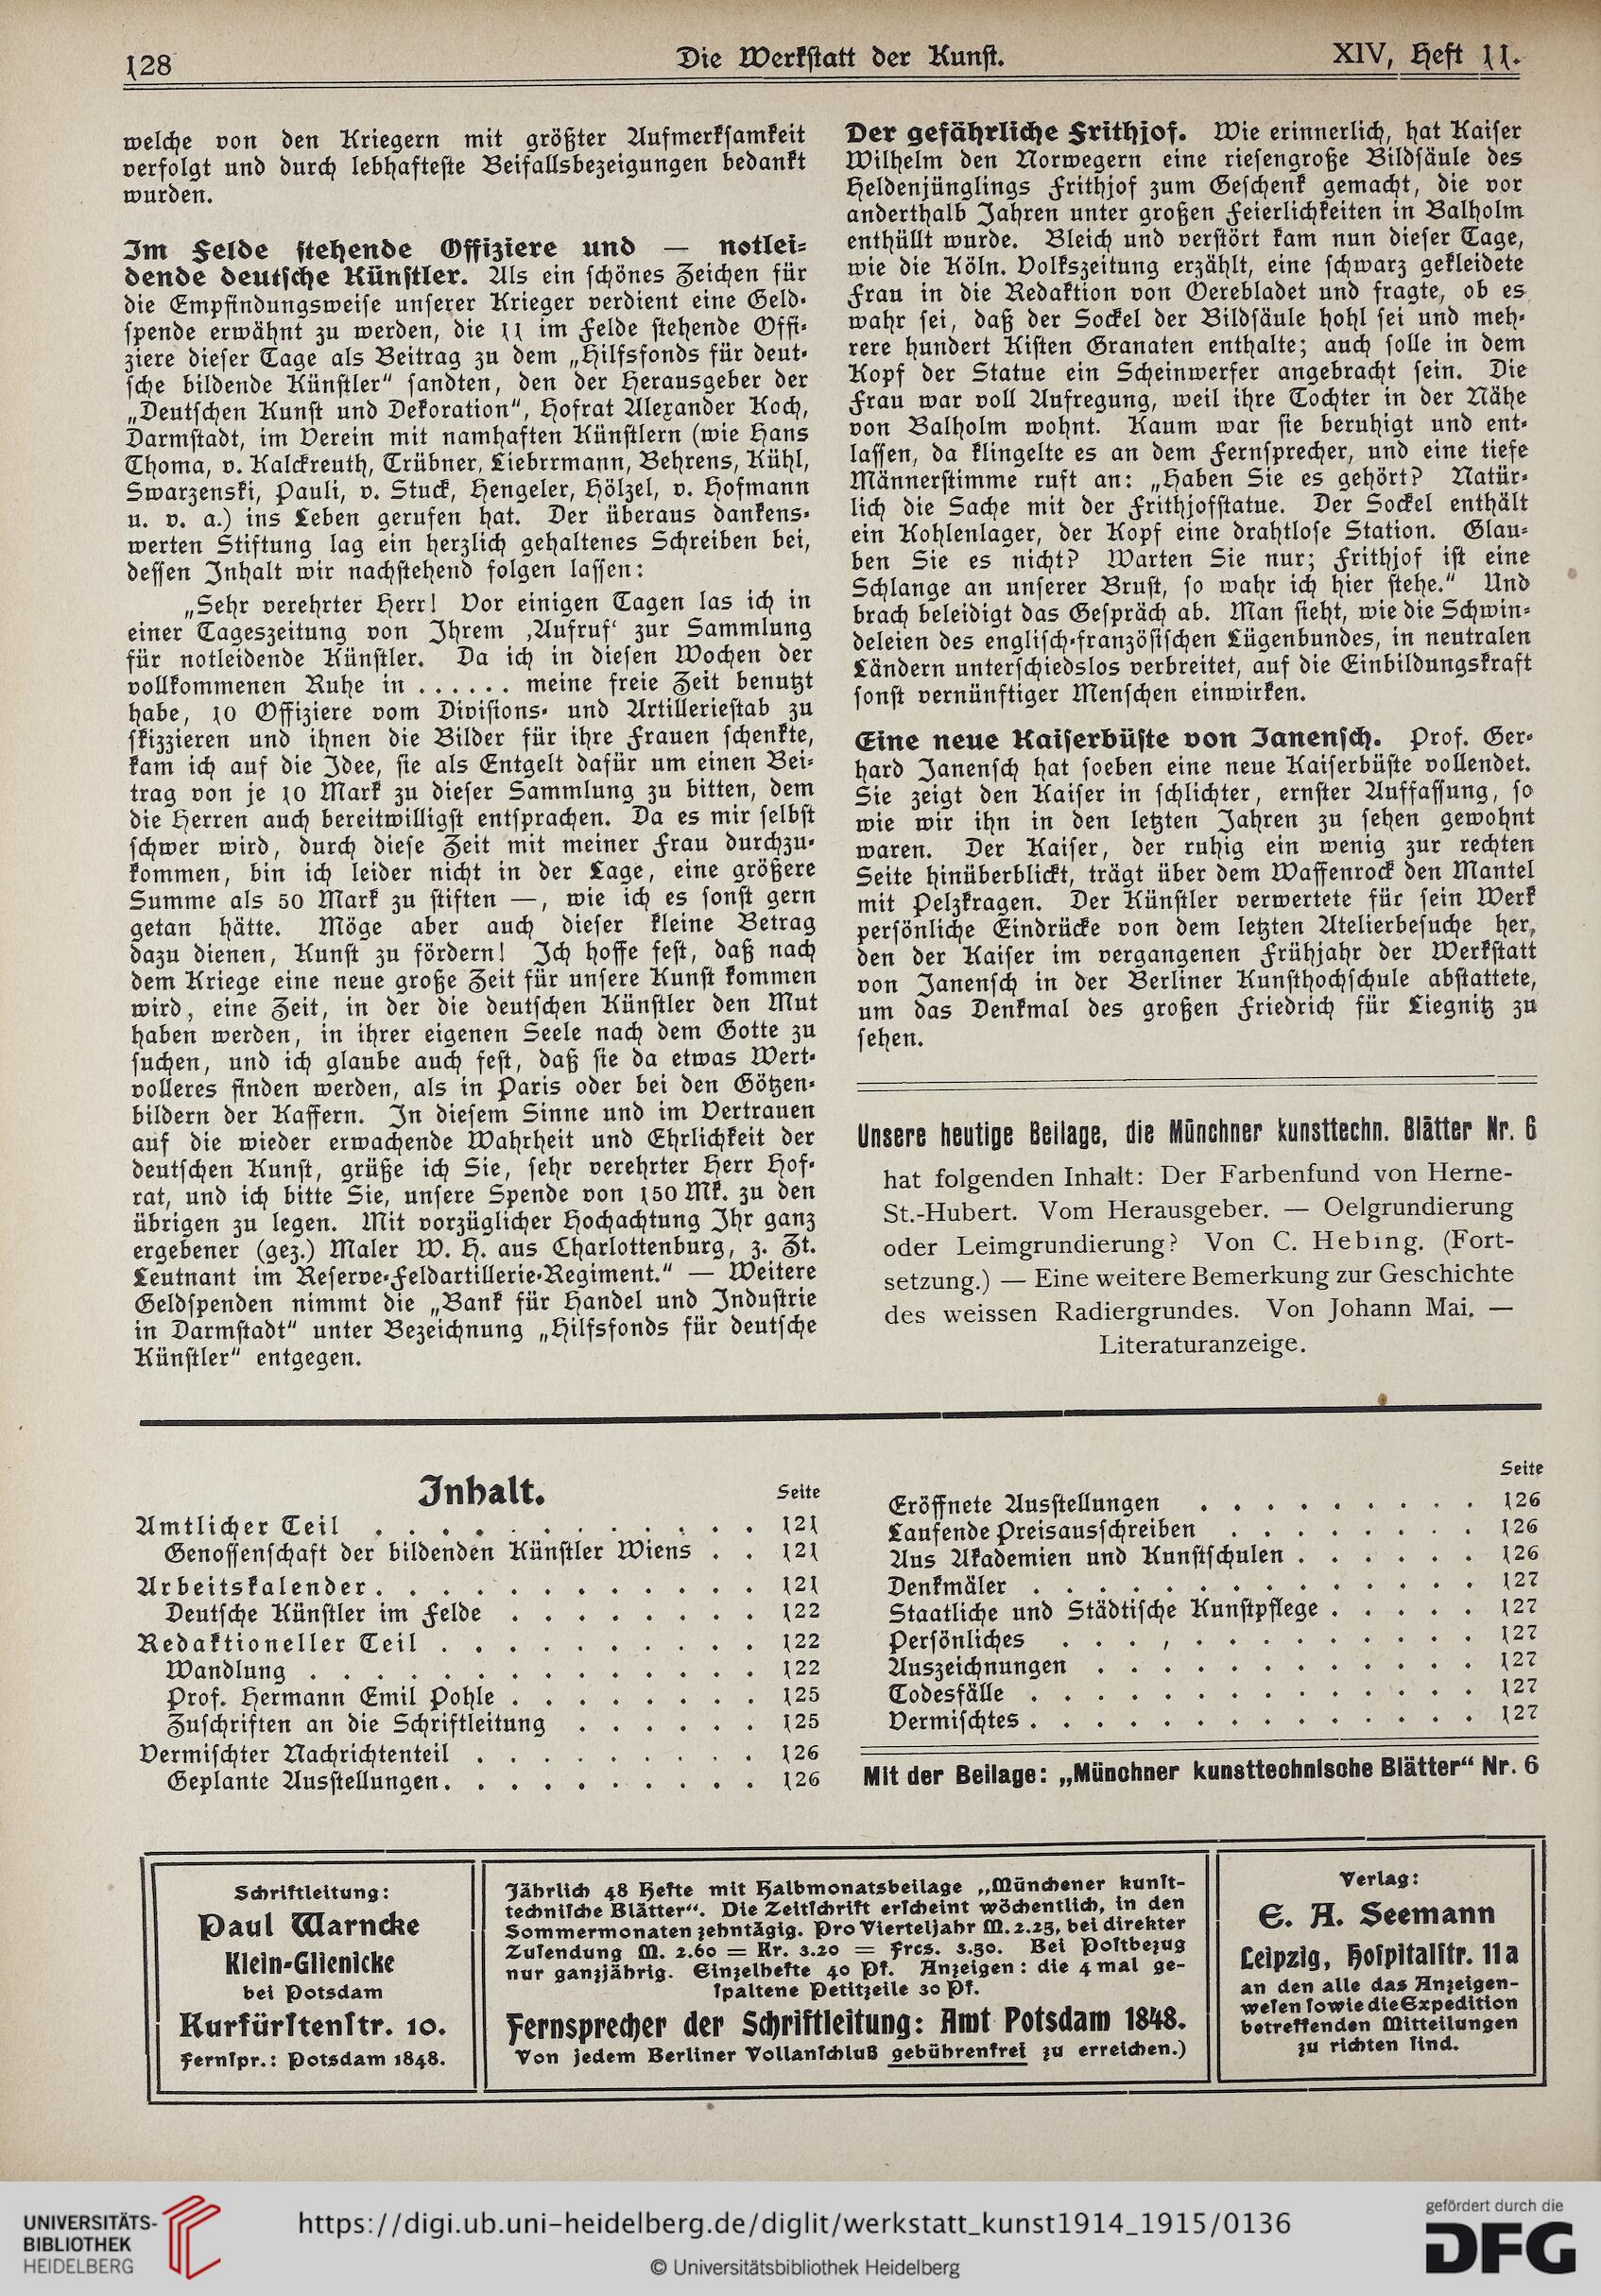 128
Die Werkstatt der Kunst.
XIV, Heft 11.
welche von den Kriegern mit größter Aufmerksamkeit
verfolgt und durch lebhafteste Beifallsbezeigungen bedankt
wurden.
Im Felde stehende Offiziere und — notlei-
dende deutsche Künstler. Als ein schönes Zeichen für
die Empfindungsweise unserer Krieger verdient eine Geld-
spende erwähnt zu werden, die 11 im Felde stehende Offi-
ziere dieser Tage als Beitrag zu dem „Hilfsfonds für deut-
sche bildende Künstler“ sandten, den der Herausgeber der
„Deutschen Kunst und Dekoration“, Hofrat Alexander Koch,
Darmstadt, im Verein mit namhaften Künstlern (wie Hans
Thoma, v. Kalckreuth, Trübner, Liebrrmann, Behrens, Kühl,
Swarzenski, Pauli, v. Stuck, Hengeler, Hölzel, v. Hofmann
u. v. a.) ins Leben gerufen hat. Der überaus dankens-
werten Stiftung lag ein herzlich gehaltenes Schreiben bei,
dessen Inhalt wir nachstehend folgen lassen:
„Sehr verehrter Herr! Vor einigen Tagen las ich in
einer Tageszeitung von Ihrem ‚Aufruf‘ zur Sammlung
für notleidende Künstler. Da ich in diesen Wochen der
vollkommenen Ruhe in . . . . . . meine freie Zeit benutzt
habe, 10 Offiziere vom Divisions- und Artilleriestab zu
skizzieren und ihnen die Bilder für ihre Frauen schenkte,
kam ich auf die Idee, sie als Entgelt dafür um einen Bei-
trag von je 10 Mark zu dieser Sammlung zu bitten, dem
die Herren auch bereitwilligst entsprachen. Da es mir selbst
schwer wird, durch diese Zeit mit meiner Frau durchzu-
kommen, bin ich leider nicht in der Lage, eine größere
Summe als 50 Mark zu stiften —, wie ich es sonst gern
getan hätte. Möge aber auch dieser kleine Betrag
dazu dienen, Kunst zu fördern! Ich hoffe fest, daß nach
dem Kriege eine neue große Zeit für unsere Kunst kommen
wird, eine Zeit, in der die deutschen Künstler den Mut
haben werden, in ihrer eigenen Seele nach dem Gotte zu
suchen, und ich glaube auch fest, daß sie da etwas Wert-
volleres finden werden, als in Paris oder bei den Götzen-
bildern der Kaffern. In diesem Sinne und im Vertrauen
auf die wieder erwachende Wahrheit und Ehrlichkeit der
deutschen Kunst, grüße ich Sie, sehr verehrter Herr Hof-
rat, und ich bitte Sie, unsere Spende von 150 Mk. zu den
übrigen zu legen. Mit vorzüglicher Hochachtung Ihr ganz
ergebener (gez.) Maler W. H. aus Charlottenburg, z. Zt.
Leutnant im Reserve-Feldartillerie-Regiment.“ — Weitere
Geldspenden nimmt die „Bank für Handel und Industrie
in Darmstadt“ unter Bezeichnung „Hilfsfonds für deutsche
Künstler“ entgegen.
Der gefährliche Frithjof. Wie erinnerlich, hat Kaiser
Wilhelm den Norwegern eine riesengroße Bildsäule des
Heldenjünglings Frithjof zum Geschenk gemacht, die vor
anderthalb Jahren unter großen Feierlichkeiten in Balholm
enthüllt wurde. Bleich und verstört kam nun dieser Tage,
wie die Köln. Volkszeitung erzählt, eine schwarz gekleidete
Frau in die Redaktion von Oerebladet und fragte, ob es
wahr sei, daß der Sockel der Bildsäule hohl sei und meh-
rere hundert Kisten Granaten enthalte; auch solle in dem
Kopf der Statue ein Scheinwerfer angebracht sein. Die
Frau war voll Aufregung, weil ihre Tochter in der Nähe
von Balholm wohnt. Kaum war sie beruhigt und ent-
lassen, da klingelte es an dem Fernsprecher, und eine tiefe
Männerstimme ruft an: „Haben Sie es gehört? Natür-
lich die Sache mit der Frithjofstatue. Der Sockel enthält
ein Kohlenlager, der Kopf eine drahtlose Station. Glau-
ben Sie es nicht? Warten Sie nur; Frithjof ist eine
Schlange an unserer Brust, so wahr ich hier stehe.“ Und
brach beleidigt das Gespräch ab. Man sieht, wie die Schwin-
deleien des englisch-französischen Lügenbundes, in neutralen
Ländern unterschiedslos verbreitet, auf die Einbildungskraft
sonst vernünftiger Menschen einwirken.
Eine neue Kaiserbüste von Janensch. Prof. Ger-
hard Janensch hat soeben eine neue Kaiserbüste vollendet.
Sie zeigt den Kaiser in schlichter, ernster Auffassung, so
wie wir ihn in den letzten Jahren zu sehen gewohnt
waren. Der Kaiser, der ruhig ein wenig zur rechten
Seite hinüberblickt, trägt über dem Waffenrock den Mantel
mit Pelzkragen. Der Künstler verwertete für sein Werk
persönliche Eindrücke von dem letzten Atelierbesuche her,
den der Kaiser im vergangenen Frühjahr der Werkstatt
von Janensch in der Berliner Kunsthochschule abstattete,
um das Denkmal des großen Friedrich für Liegnitz zu
sehen.
Unsere heutige Beilage, die Münchner kunsttechn. Blätter Nr. 6
hat folgenden Inhalt: Der Farbenfund von Herne-
St.-Hubert. Vom Herausgeber. — Oelgrundierung
oder Leimgrundierung? Von C. Hebing. (Fort-
setzung.) — Eine weitere Bemerkung zur Geschichte
des weissen Radiergrundes. Von Johann Mai. —
Literaturanzeige.
Inhalt.
Seite
Amtlicher Teil . . . . . . . . . . . . 121
Genossenschaft der bildenden Künstler Wiens . . 121
Arbeitskalender . . . . . . . . . . . . 121
Deutsche Künstler im Felde . . . . . . . . 122
Redaktioneller Teil . . . . . . . . . . 122
Wandlung . . . . . . . . . . . . . . 122
Prof. Hermann Emil Pohle . . . . . . . . 125
Zuschriften an die Schriftleitung . . . . . . 125
Vermischter Nachrichtenteil . . . . . . . . . 126
Geplante Ausstellungen . . . . . . . . . . 126
Seite
Eröffnete Ausstellungen . . . . . . . . . 126
Laufende Preisausschreiben . . . . . . . . 126
Aus Akademien und Kunstschulen . . . . . . 126
Denkmäler . . . . . . . . . . . . . . 127
Staatliche und Städtische Kunstpflege . . . . . 127
Persönliches . . . . . . . . . . . . . 127
Auszeichnungen . . . . . . . . . . . . 127
Todesfälle . . . . . . . . . . . . . . 127
Vermischtes . . . . . . . . . . . . . . 127
Mit der Beilage: „Münchner kunsttechnische Blätter“ Nr. 6
Schriftleitung:
Paul Warncke
Klein-Glienicke
bei Potsdam
Kurfürstenstr. 10.
Fernspr.: Potsdam 1848.
Jährlich 48 Hefte mit Halbmonatsbeilage „Münchener kunst-
technische Blätter“. Die Zeitschrift erscheint wöchentlich, in den
Sommermonaten zehntägig. Pro Vierteljahr M. 2.25, bei direkter
Zusendung M. 2.60 = Kr. 3.20 = Frcs. 3.50. Bei Postbezug
nur ganzjährig. Einzelhefte 40 Pf. Anzeigen: die 4 mal ge-
spaltene Petitzeile 30 Pf.
Fernsprecher der Schriftleitung: Amt Potsdam 1848.
Von jedem Berliner Vollanschluß gebührenfrei zu erreichen.)
Verlag:
E. A. Seemann
Leipzig, Hospitalstr. 11a
an den alle das Anzeigen-
wesen sowie die Expedition
betreffenden Mitteilungen
zu richten sind.
UNIVERSITÄTS-
BIBLIOTHEK
HEIDELBERG
https://digi.ub.uni-heidelberg.de/diglit/werkstatt_kunst1914_1915/0136
© Universitätsbibliothek Heidelberg
gefördert durch die
DFG